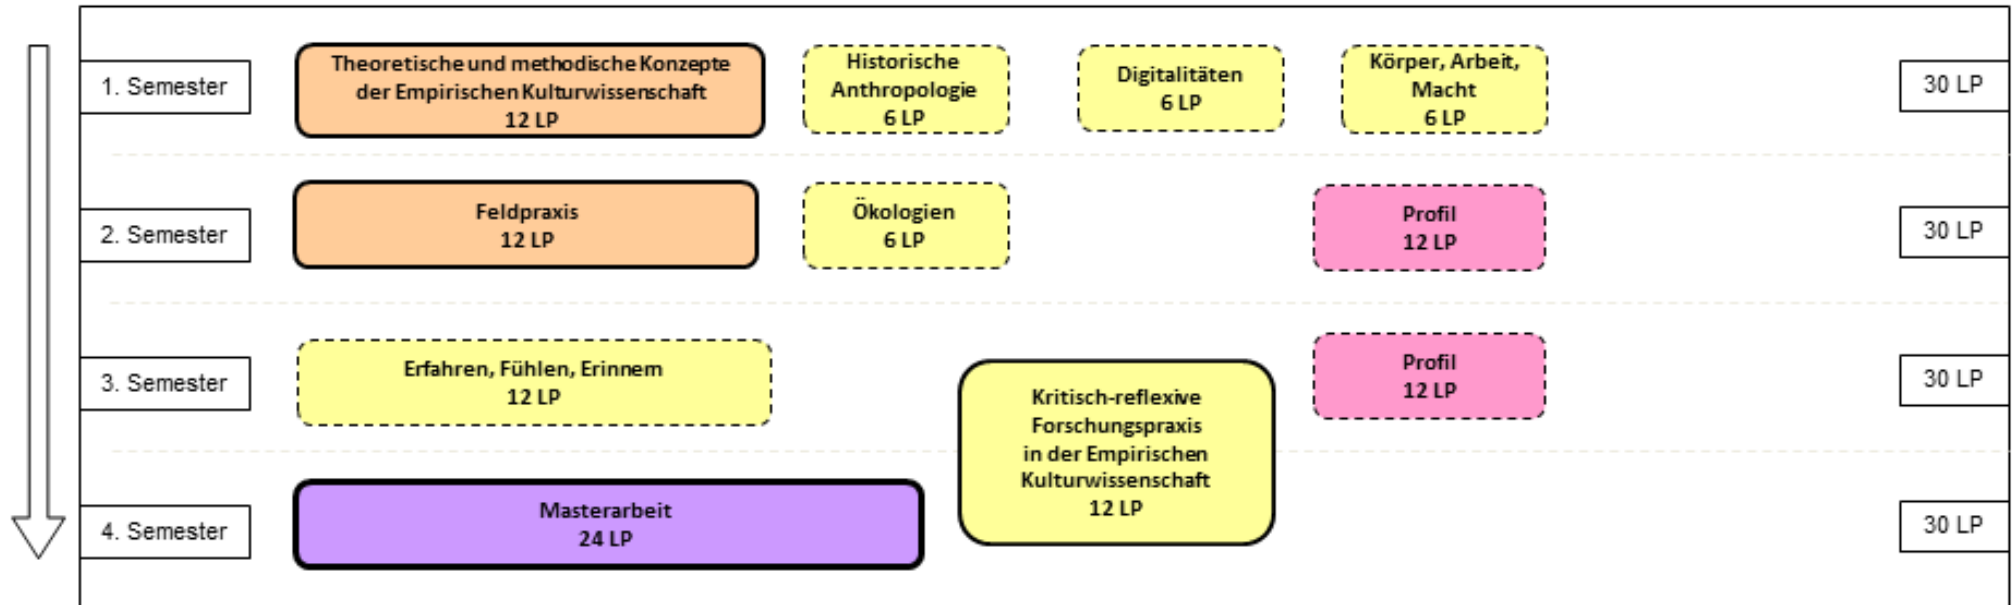 1. Semester
Theoretische und methodische Konzepte
der Empirischen Kulturwissenschaft
12 LP
Historische
Anthropologie
6 LP
Digitalitäten
6 LP
Körper, Arbeit,
Macht
6 LP
30 LP
2. Semester
Feldpraxis
12 LP
Ökologien
6 LP
Profil
12 LP
30 LP
3. Semester
Erfahren, Fühlen, Erinnern
12 LP
Kritisch-reflexive
Forschungspraxis
in der Empirischen
Kulturwissenschaft
12 LP
Profil
12 LP
30 LP
4. Semester
Masterarbeit
24 LP
30 LP